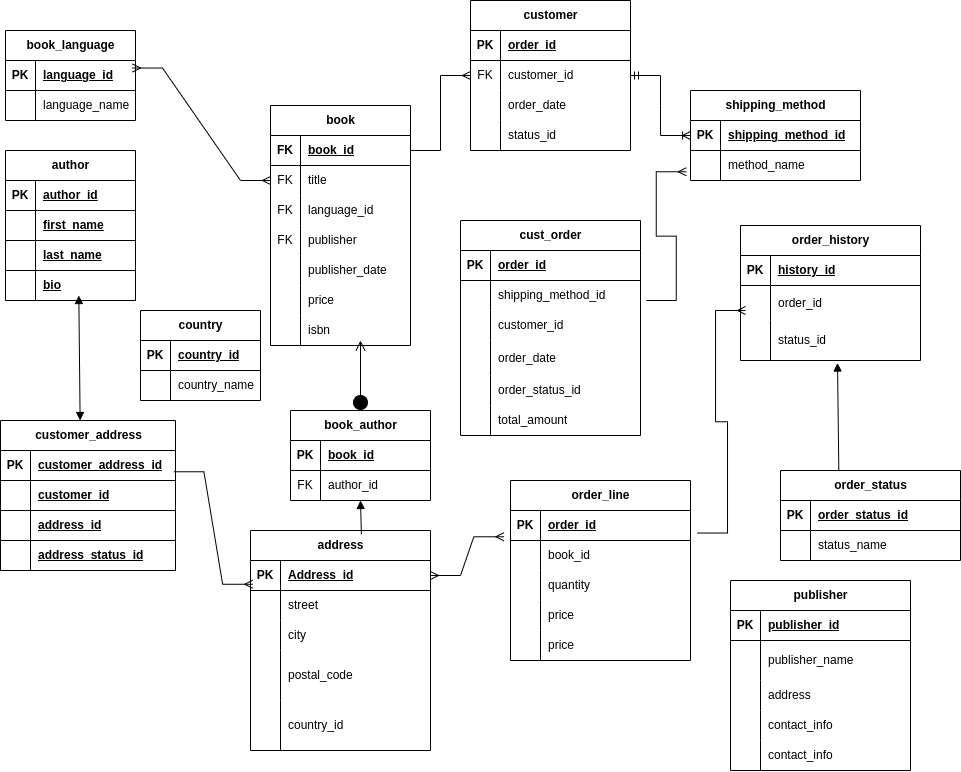 customer
PK order_id
FK customer_id
order_date
status_id
book_language
PK language_id
language_name
book
FK book_id
FK title
FK language_id
FK publisher
publisher_date
price
isbn
shipping_method
PK shipping_method_id
method_name
author
PK author_id
first_name
last_name
bio
cust_order
PK order_id
shipping_method_id
customer_id
order_date
order_status_id
total_amount
order_history
PK history_id
order_id
status_id
country
PK country_id
country_name
customer_address
PK customer_address_id
customer_id
address_id
address_status_id
book_author
PK book_id
FK author_id
order_line
PK order_id
book_id
quantity
price
price
order_status
PK order_status_id
status_name
address
PK Address_id
street
city
postal_code
country_id
publisher
PK publisher_id
publisher_name
address
contact_info
contact_info